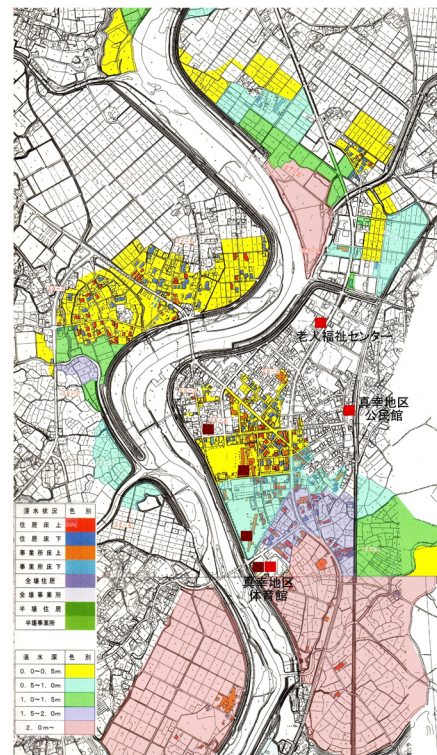 老人福祉センター
真幸地区
公民館
真幸地区
体育館
浸水状況 色別
住居床上
住居床下
事業所床上
事業所床下
全壊住居
全壊事業所
半壊住居
半壊事業所
湛水深 色別
0.0～0.5m
0.5～1.0m
1.0～1.5m
1.5～2.0m
2.0m～